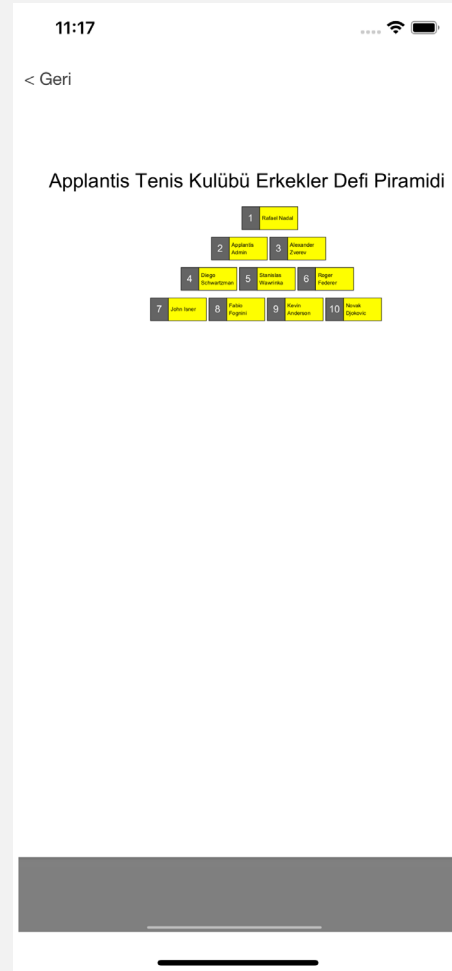 11:17
< Geri
Applantis Tenis Kulübü Erkekler Defi Piramidi
1 Rafael Nadal
2 Applantis Admin 3 Alexander Zverev
4 Diego Schwartzman 5 Stanislas Wawrinka 6 Roger Federer
7 John Isner 8 Fabio Fognini 9 Kevin Anderson 10 Novak Djokovic